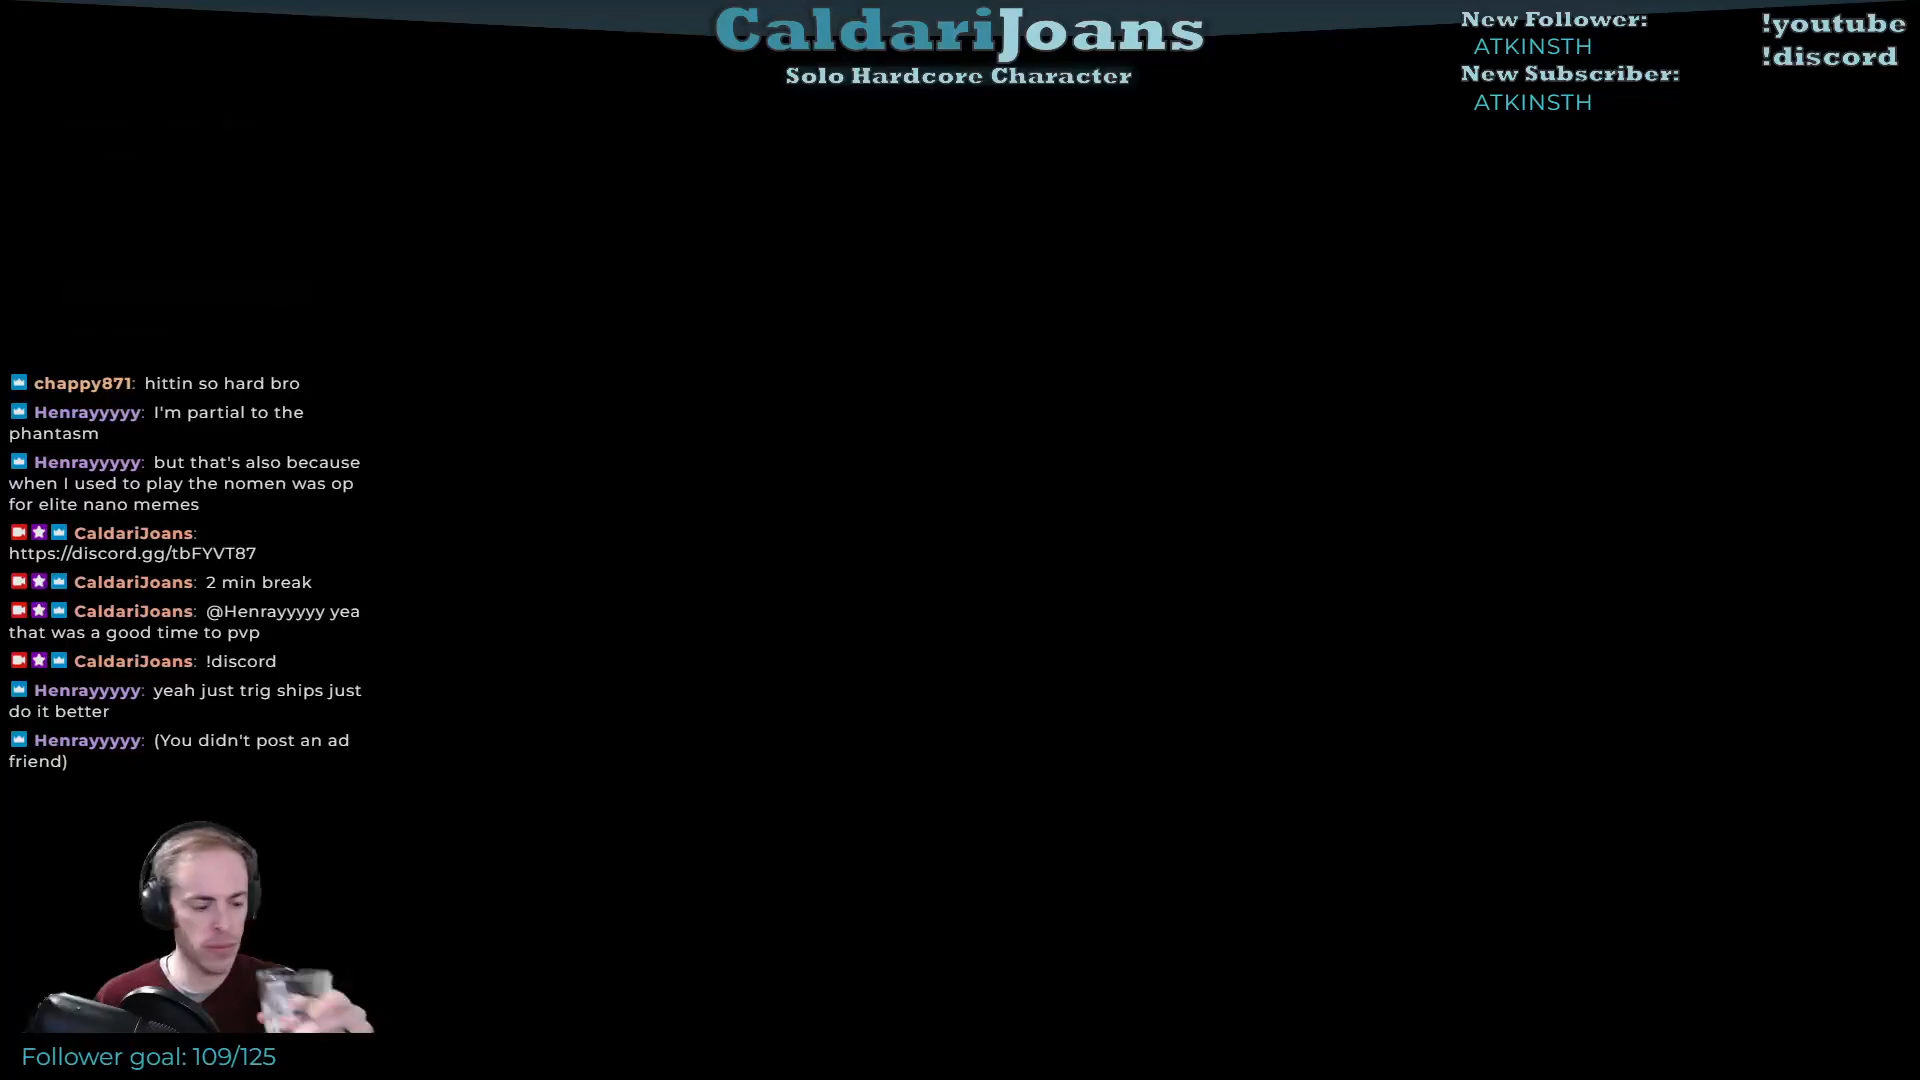 CaldariJoans
Solo Hardcore Character
New Follower:
ATKINSTH
New Subscriber:
ATKINSTH
!youtube
!discord
chappy871: hittin so hard bro
Henrayyyyy: I'm partial to the
phantasm
Henrayyyyy: but that's also because
when I used to play the nomen was op
for elite nano memes
CaldariJoans:
https://discord.gg/tbFYVT87
CaldariJoans: 2 min break
CaldariJoans: @Henrayyyyy yea
that was a good time to pvp
CaldariJoans: !discord
Henrayyyyy: yeah just trig ships just
do it better
Henrayyyyy: (You didn't post an ad
friend)
Follower goal: 109/125